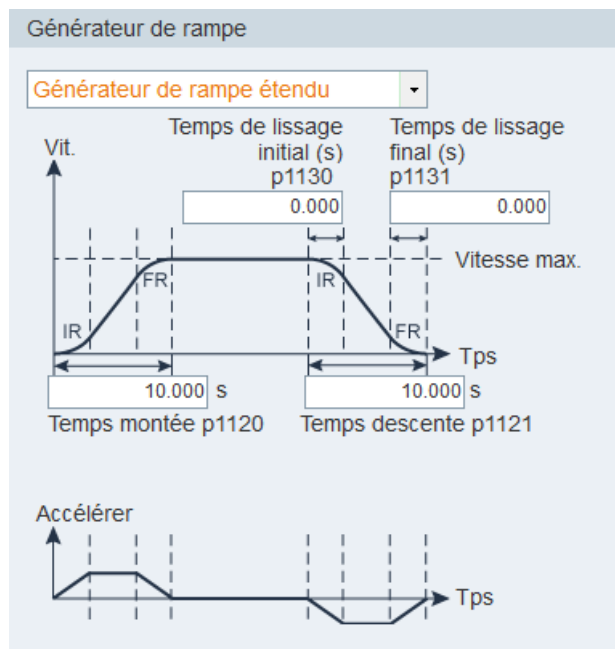 Générateur de rampe
Générateur de rampe étendu
Temps de lissage
initial (s)
p1130
Temps de lissage
final (s)
p1131
Vit.
0.000
0.000
Vitesse max.
FR
IR
IR
FR
Tps
10.000 s
10.000 s
Temps montée p1120
Temps descente p1121
Accélérer
Tps